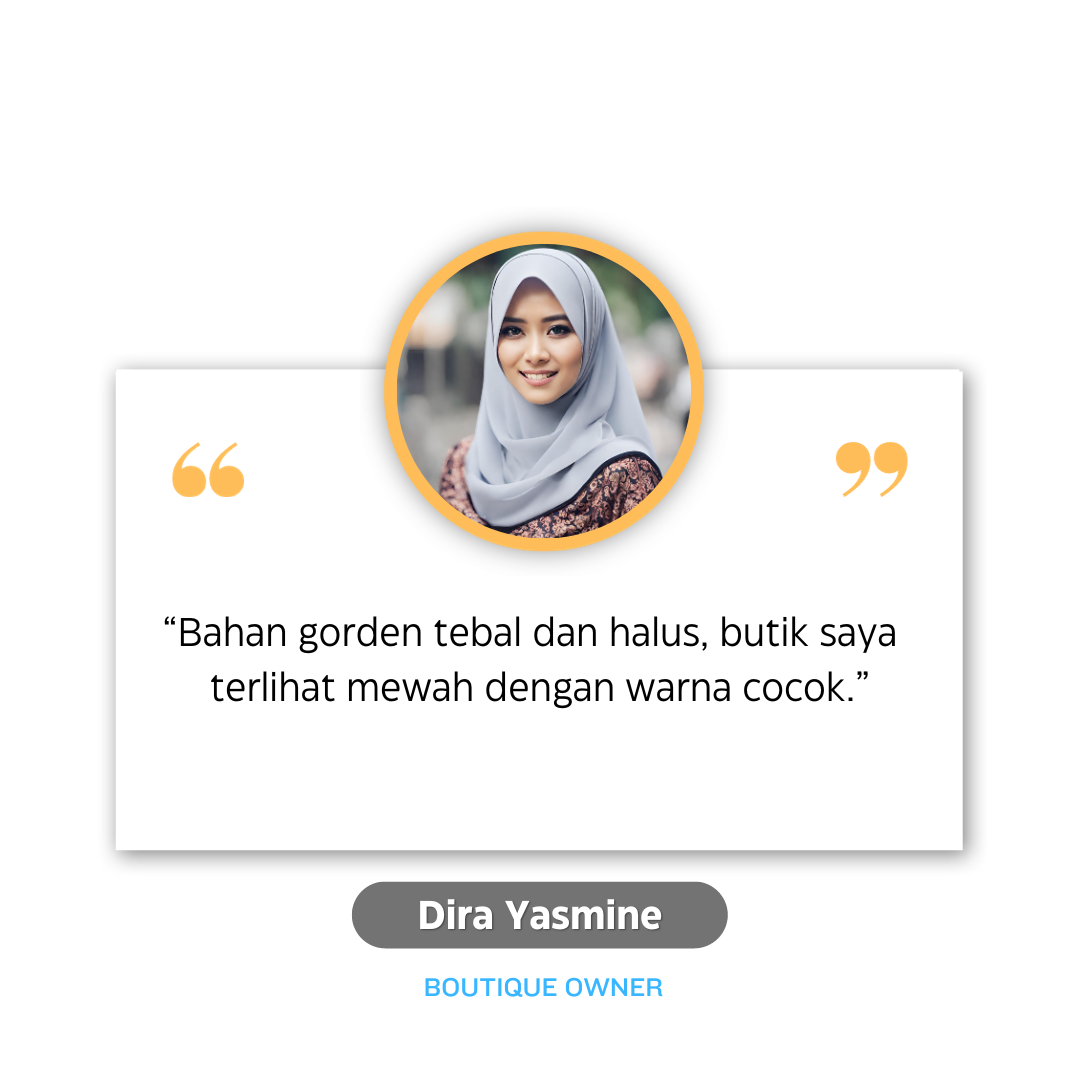 “Bahan gorden tebal dan halus, butik saya
terlihat mewah dengan warna cocok.”
Dira Yasmine
BOUTIQUE OWNER